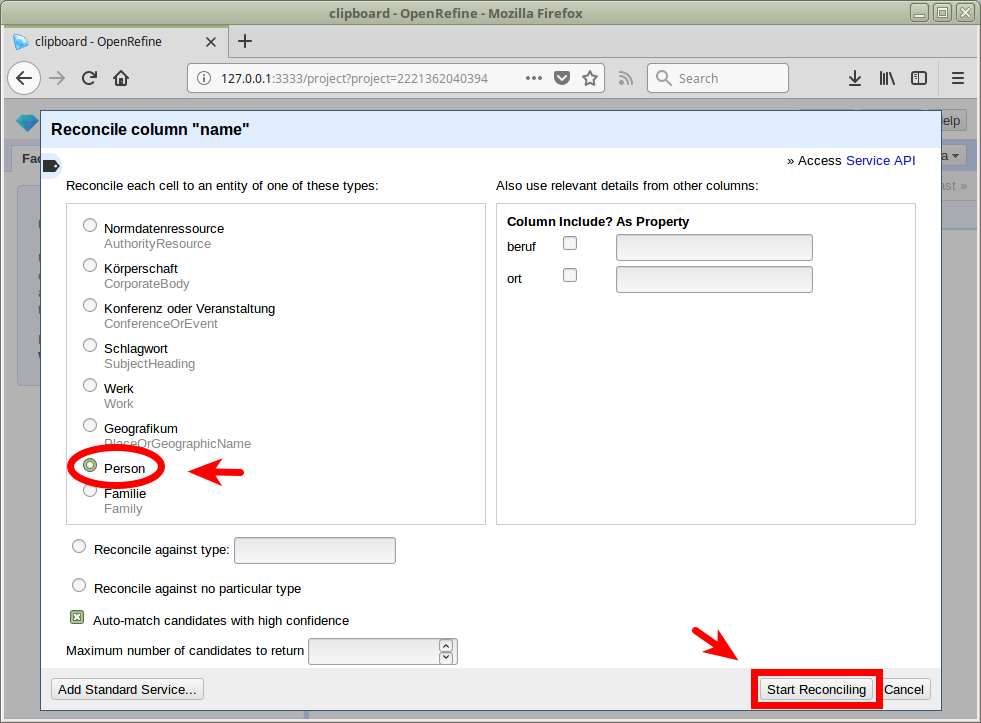 clipboard - OpenRefine - Mozilla Firefox
clipboard - OpenRefine
127.0.0.1:3333/project?project=2221362040394
Search
elp
Reconcile column "name"
Fac
a
» Access Service API
ast »
Reconcile each cell to an entity of one of these types:
Also use relevant details from other columns:
Normdatenressource
AuthorityResource
Körperschaft
CorporateBody
Konferenz oder Veranstaltung
ConferenceOrEvent
Schlagwort
SubjectHeading
Werk
Work
Geografikum
PlaceOrGeographicName
Person
Familie
Family
Column Include? As Property
beruf
ort
Reconcile against type:
Reconcile against no particular type
Auto-match candidates with high confidence
Maximum number of candidates to return
Add Standard Service...
Start Reconciling
Cancel